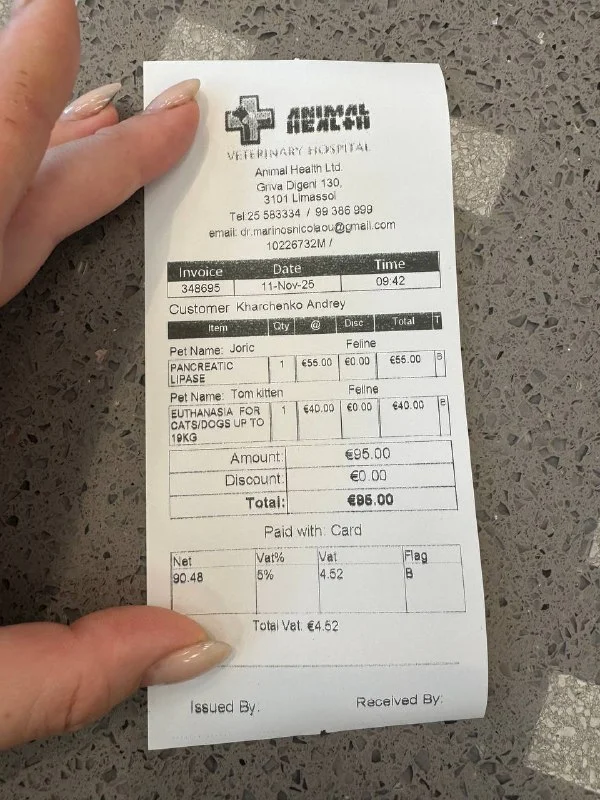 ANIMAL
HEALTH
VETERINARY HOSPITAL
Animal Health Ltd.
Griva Digeni 130,
3101 Limassol
Tel 25 583334 / 99 386 999
email: dr.marinosnicolaou@gmail.com
10226732M /
Invoice Date Time
348695 11-Nov-25 09:42
Customer Kharchenko Andrey
Item Qty @ Disc Total T
Pet Name: Joric Feline
PANCREATIC 1 €55.00 €0.00 €55.00 B
LIPASE
Pet Name: Tom kitten Feline
EUTHANASIA FOR 1 €40.00 €0.00 €40.00 B
CATS/DOGS UP TO
19KG
Amount: €95.00
Discount: €0.00
Total: €95.00
Paid with: Card
Net Vat% Vat Flag
90.48 5% 4.52 B
Total Vat: €4.52
Issued By: Received By: